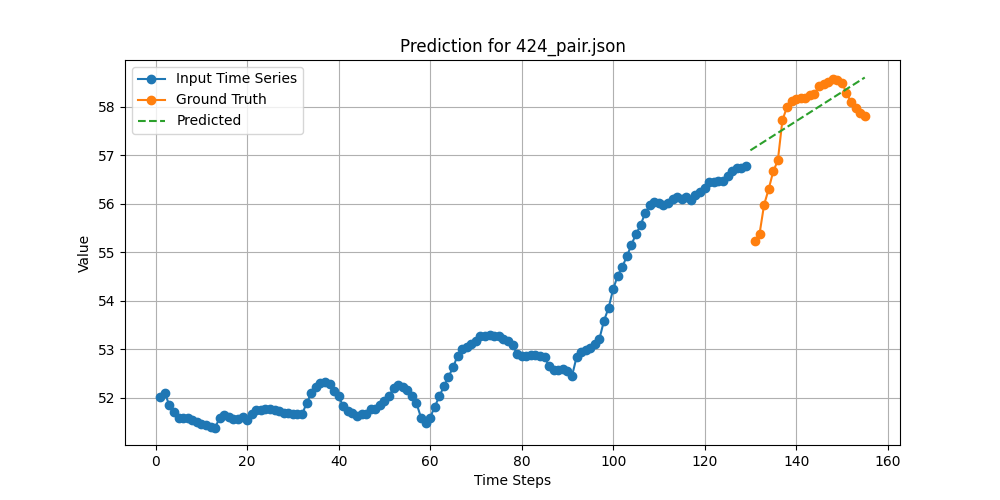 Prediction for 424_pair.json
Input Time Series
Ground Truth
Predicted
Value
58
57
56
55
54
53
52
0 20 40 60 80 100 120 140 160
Time Steps